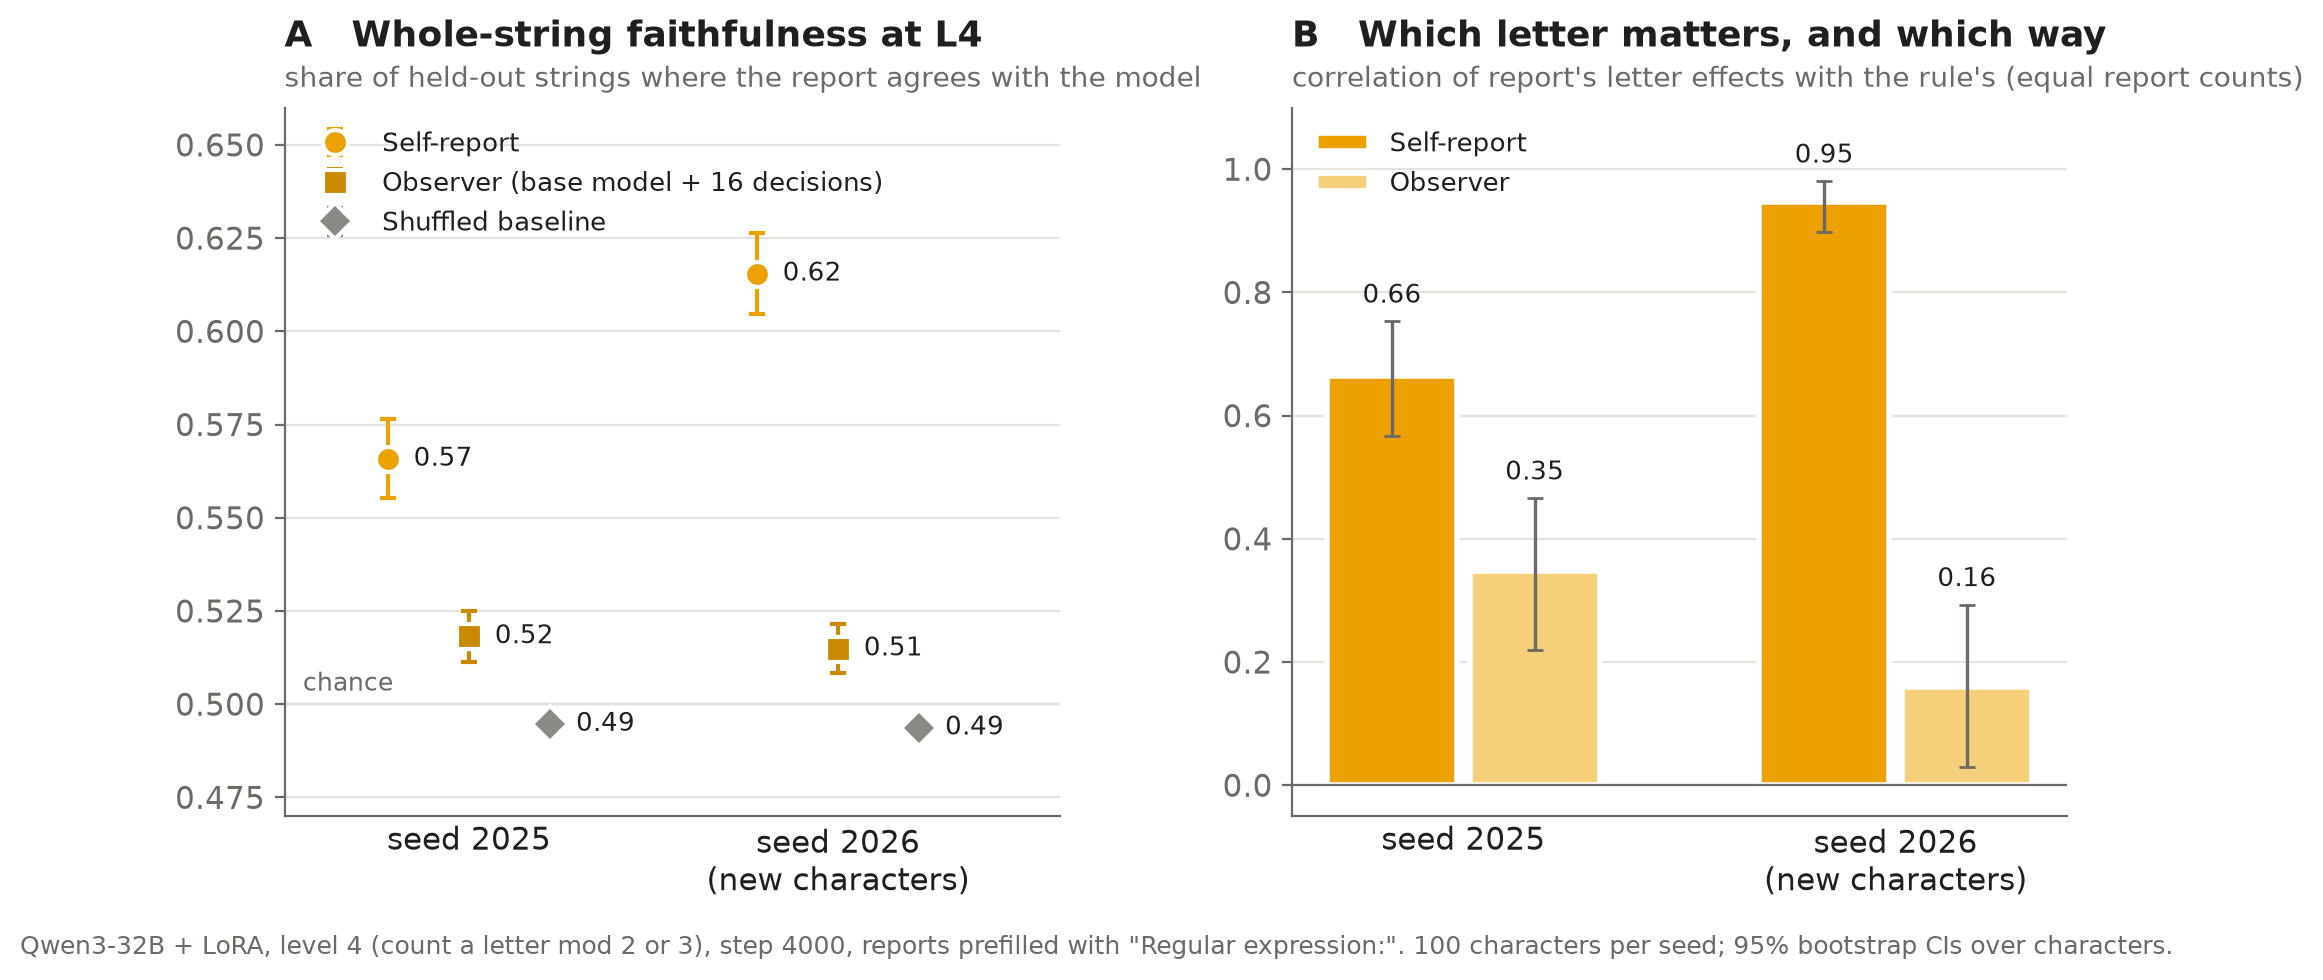 A Whole-string faithfulness at L4
share of held-out strings where the report agrees with the model
Self-report
Observer (base model + 16 decisions)
Shuffled baseline
0.650
0.625
0.600
0.575
0.550
0.525
0.500
0.475
0.62
0.57
0.52
0.51
chance
0.49
0.49
seed 2025
seed 2026
(new characters)
B Which letter matters, and which way
correlation of report's letter effects with the rule's (equal report counts)
Self-report
Observer
1.0
0.8
0.6
0.4
0.2
0.0
0.95
0.66
0.35
0.16
seed 2025
seed 2026
(new characters)
Qwen3-32B + LoRA, level 4 (count a letter mod 2 or 3), step 4000, reports prefilled with "Regular expression:". 100 characters per seed; 95% bootstrap CIs over characters.